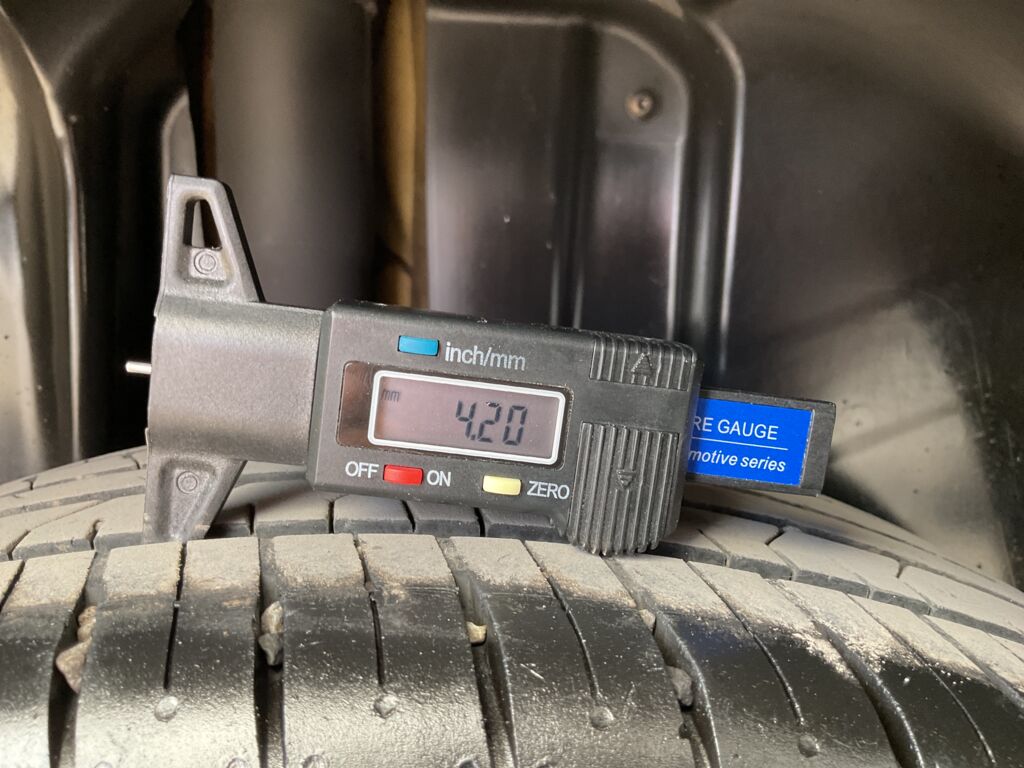 inch/mm
mm
4.20
OFF
ON
ZERO
RE GAUGE
motive series